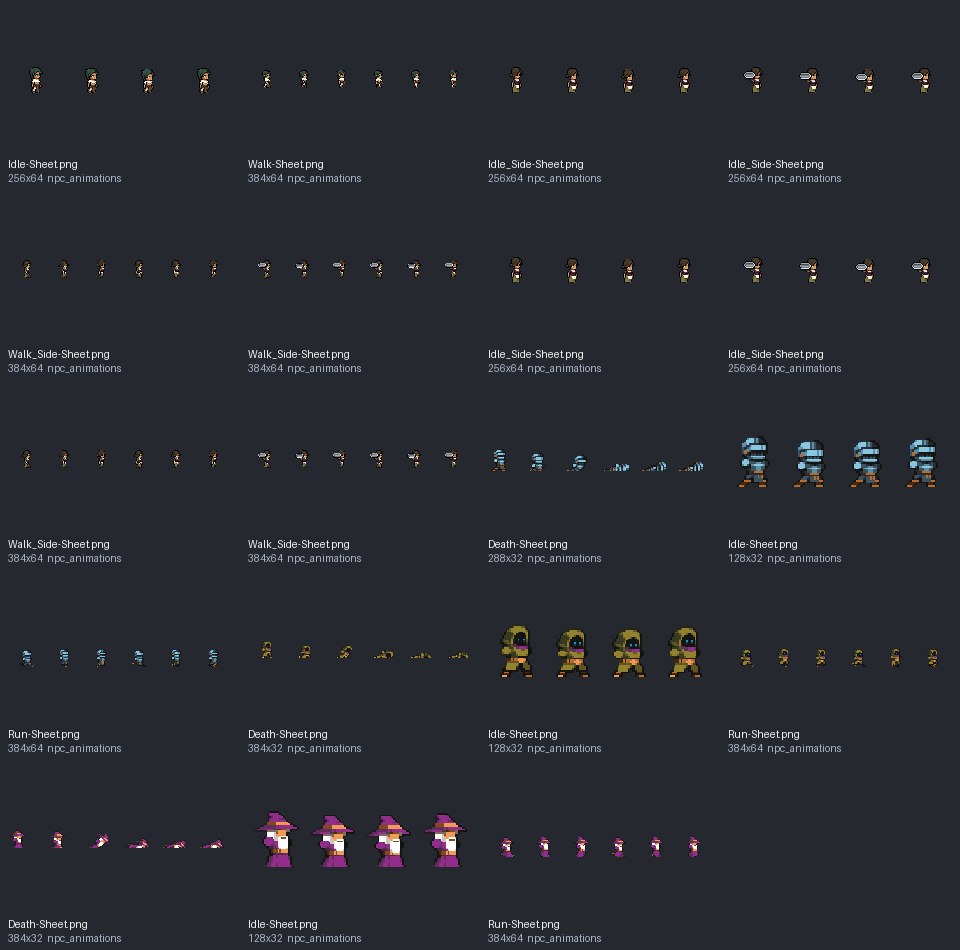 Idle-Sheet.png
256x64 npc_animations
Walk-Sheet.png
384x64 npc_animations
Idle_Side-Sheet.png
256x64 npc_animations
Idle_Side-Sheet.png
256x64 npc_animations
Walk_Side-Sheet.png
384x64 npc_animations
Walk_Side-Sheet.png
384x64 npc_animations
Idle_Side-Sheet.png
256x64 npc_animations
Idle_Side-Sheet.png
256x64 npc_animations
Walk_Side-Sheet.png
384x64 npc_animations
Walk_Side-Sheet.png
384x64 npc_animations
Death-Sheet.png
288x32 npc_animations
Idle-Sheet.png
128x32 npc_animations
Run-Sheet.png
384x64 npc_animations
Death-Sheet.png
384x32 npc_animations
Idle-Sheet.png
128x32 npc_animations
Run-Sheet.png
384x64 npc_animations
Death-Sheet.png
384x32 npc_animations
Idle-Sheet.png
128x32 npc_animations
Run-Sheet.png
384x64 npc_animations